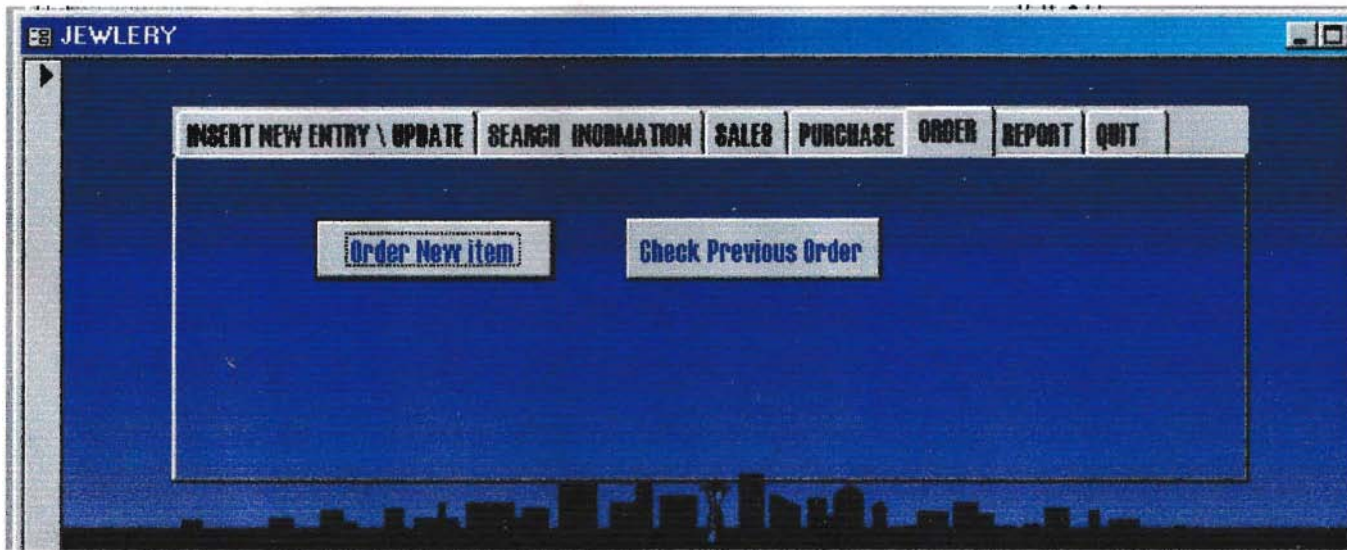 JEWLERY
INSERT NEW ENTRY \ UPDATE SEARCH INORMATION SALES PURCHASE ORDER REPORT QUIT
Order New item Check Previous Order